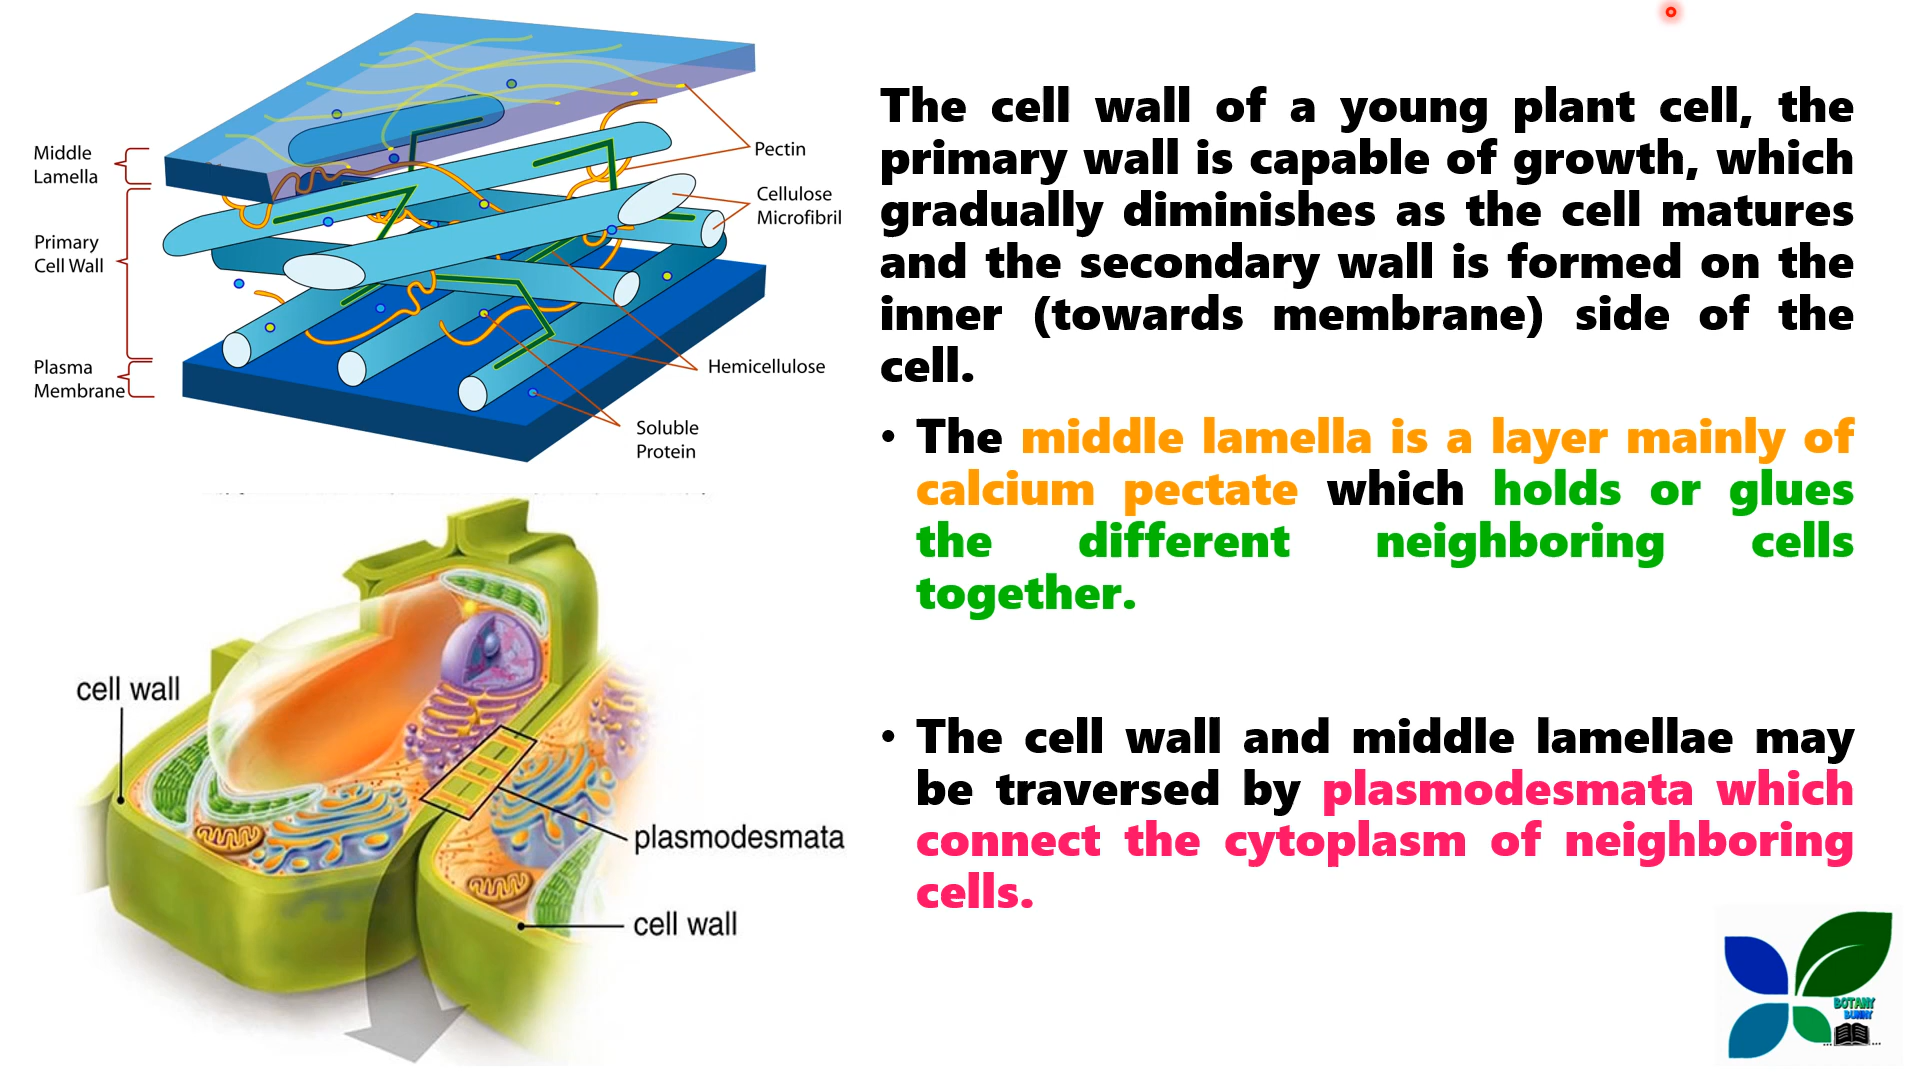 Middle
Lamella
Primary
Cell Wall
Plasma
Membrane
Pectin
Cellulose
Microfibril
Hemicellulose
Soluble
Protein
cell wall
plasmodesmata
cell wall
The cell wall of a young plant cell, the
primary wall is capable of growth, which
gradually diminishes as the cell matures
and the secondary wall is formed on the
inner (towards membrane) side of the
cell.
• The middle lamella is a layer mainly of
calcium pectate which holds or glues
the different neighboring cells
together.
• The cell wall and middle lamellae may
be traversed by plasmodesmata which
connect the cytoplasm of neighboring
cells.
BOTANY
BUNNY